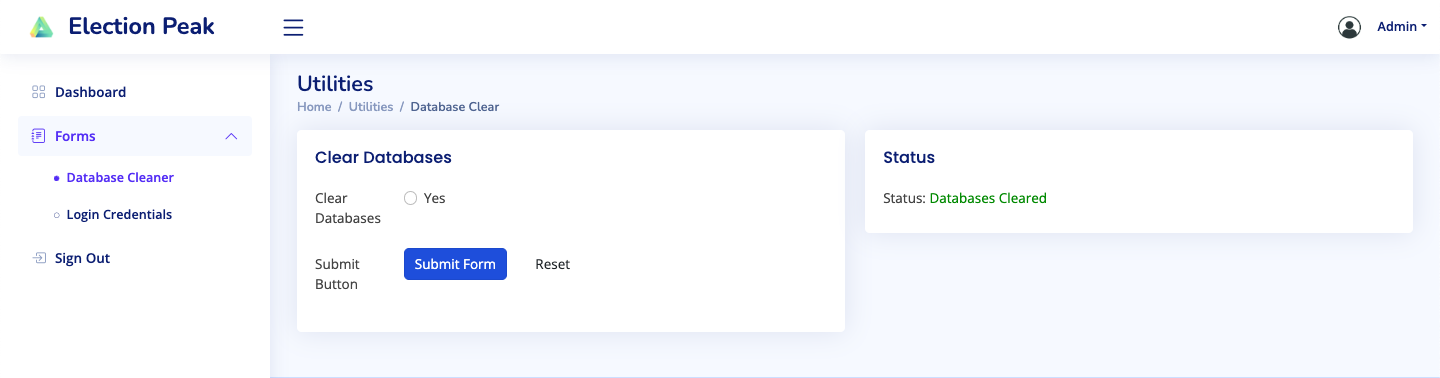 Election Peak
Admin
Dashboard
Forms
Database Cleaner
Login Credentials
Sign Out
Utilities
Home / Utilities / Database Clear
Clear Databases
Clear
Databases
Yes
Submit
Button
Submit Form
Reset
Status
Status: Databases Cleared